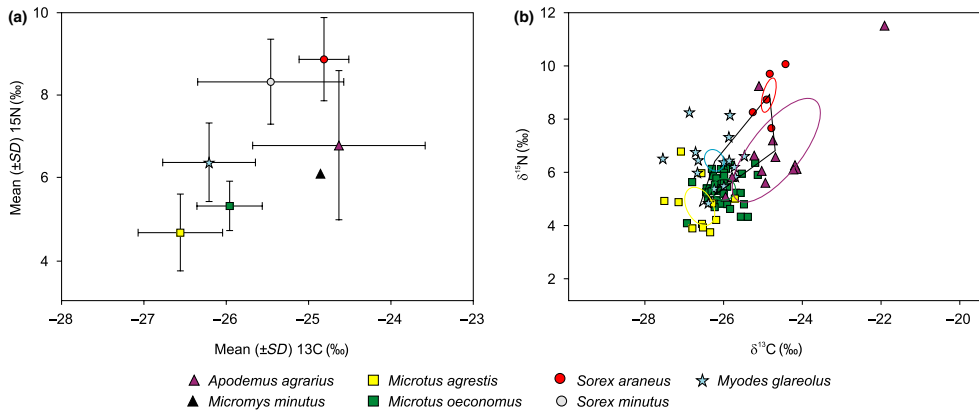 (a)
10
8
6
4
Mean (±SD) 15N (‰)
–28 –27 –26 –25 –24 –23
Mean (±SD) 13C (‰)
(b)
12
10
8
6
4
2
δ15N (‰)
–28 –26 –24 –22 –20
δ13C (‰)
Apodemus agrarius Microtus agrestis Sorex araneus Myodes glareolus
Micromys minutus Microtus oeconomus Sorex minutus